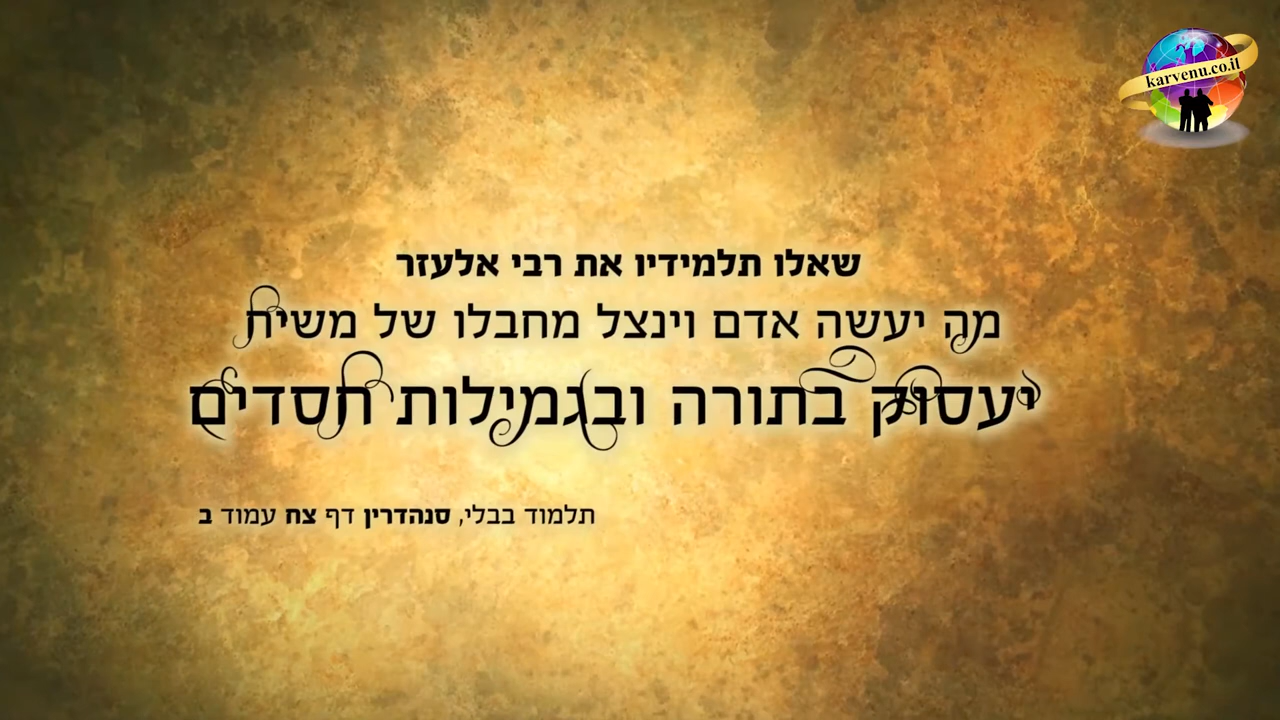 karvenu.co.il
שאלו תלמידיו את רבי אלעזר
מה יעשה אדם וינצל מחבלו של משיח
יעסוק בתורה ובגמילות חסדים
תלמוד בבלי, סנהדרין דף צח עמוד ב